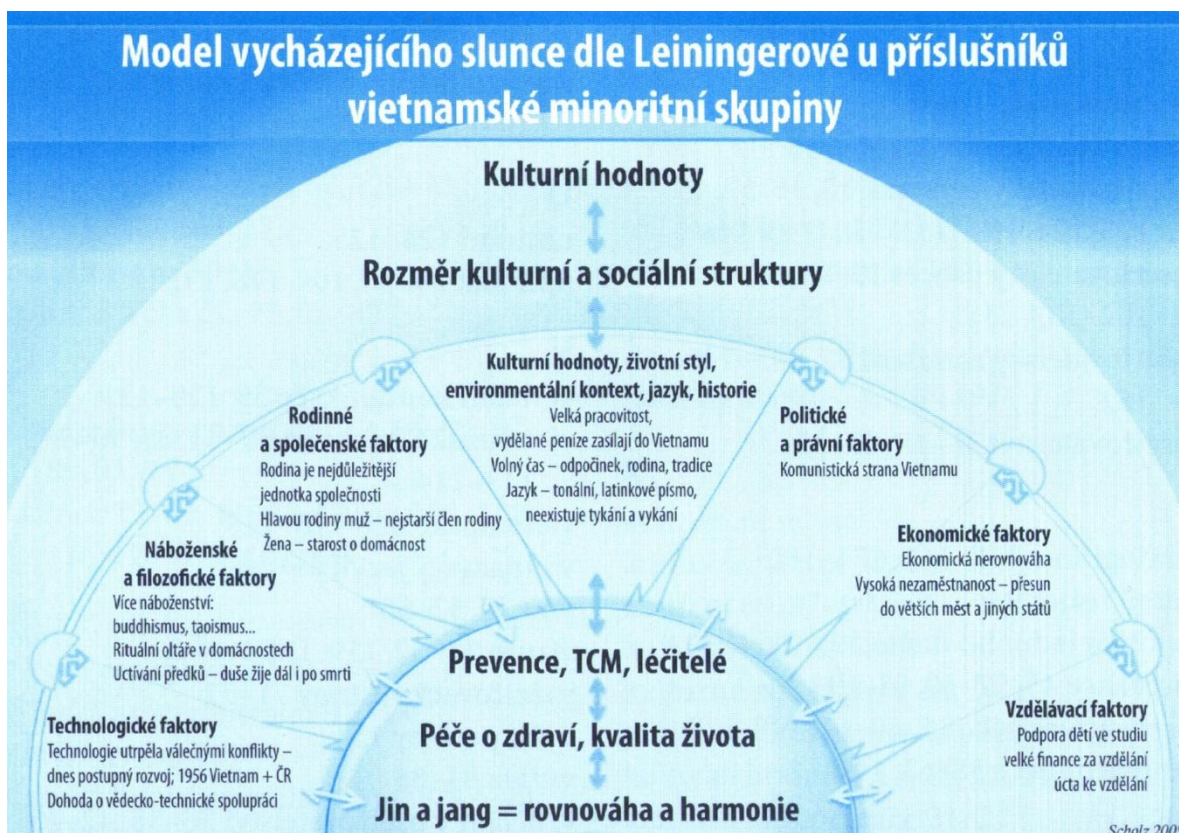 Model vycházejícího slunce dle Leiningerové u příslušníků
vietnamské minoritní skupiny
Kulturní hodnoty
Rozměr kulturní a sociální struktury
Kulturní hodnoty, životní styl,
environmentální kontext, jazyk, historie
Velká pracovitost,
vydělané peníze zasílají do Vietnamu
Volný čas – odpočinek, rodina, tradice
Jazyk – tonální, latinkové písmo,
neexistuje tykání a vykání
Rodinné
a společenské faktory
Rodina je nejdůležitější
jednotka společnosti
Hlavou rodiny muž – nejstarší člen rodiny
Žena – starost o domácnost
Politické
a právní faktory
Komunistická strana Vietnamu
Náboženské
a filozofické faktory
Více náboženství:
buddhismus, taoismus...
Rituální oltáře v domácnostech
Uctívání předků – duše žije dál i po smrti
Ekonomické faktory
Ekonomická nerovnováha
Vysoká nezaměstnanost – přesun
do větších měst a jiných států
Technologické faktory
Technologie utrpěla válečnými konflikty –
dnes postupný rozvoj; 1956 Vietnam + ČR
Dohoda o vědecko-technické spolupráci
Vzdělávací faktory
Podpora dětí ve studiu
velké finance za vzdělání
úcta ke vzdělání
Prevence, TCM, léčitelé
Péče o zdraví, kvalita života
Jin a jang = rovnováha a harmonie
Scholz